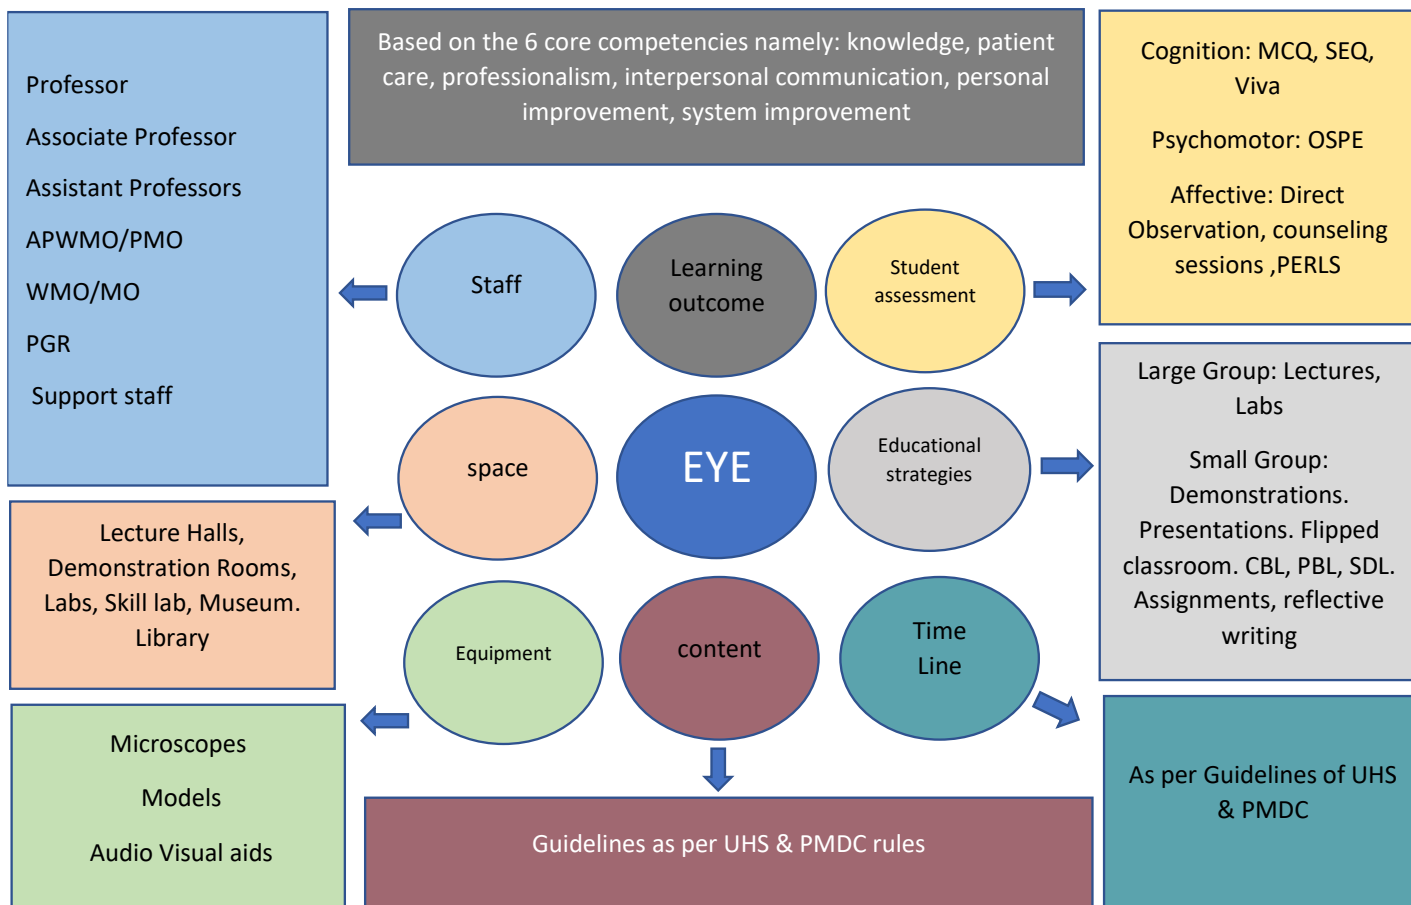 Professor
Associate Professor
Assistant Professors
APWMO/PMO
WMO/MO
PGR
Support staff
Based on the 6 core competencies namely: knowledge, patient
care, professionalism, interpersonal communication, personal
improvement, system improvement
Cognition: MCQ, SEQ,
Viva
Psychomotor: OSPE
Affective: Direct
Observation, counseling
sessions ,PERLS
Staff
Learning
outcome
Student
assessment
space
EYE
Educational
strategies
Large Group: Lectures,
Labs
Small Group:
Demonstrations.
Presentations. Flipped
classroom. CBL, PBL, SDL.
Assignments, reflective
writing
Lecture Halls,
Demonstration Rooms,
Labs, Skill lab, Museum.
Library
Equipment
content
Time
Line
Microscopes
Models
Audio Visual aids
Guidelines as per UHS & PMDC rules
As per Guidelines of UHS
& PMDC